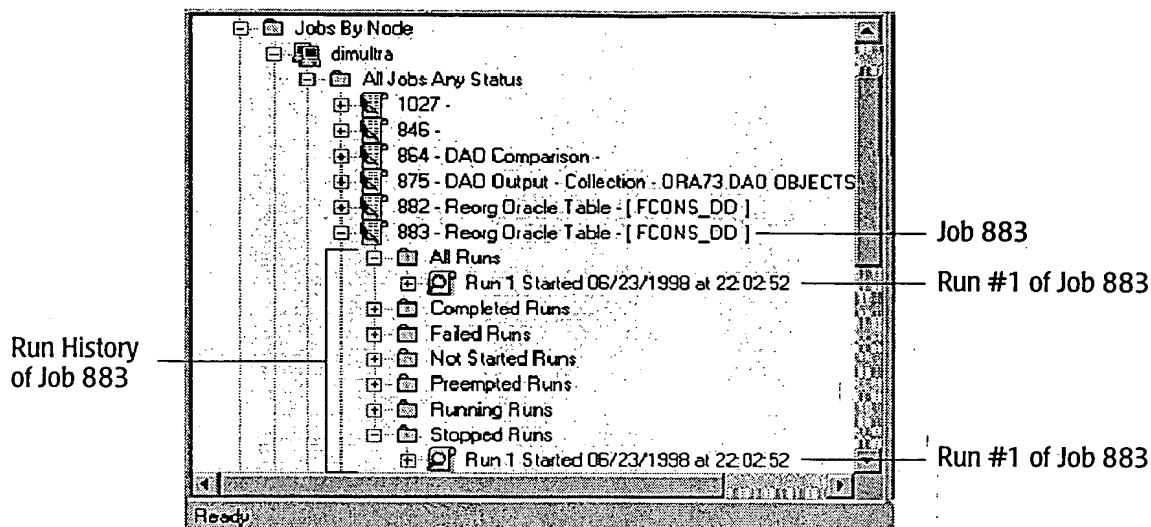 Jobs By Node
dimultra
All Jobs Any Status
1027 -
846 -
864 - DAO Comparison -
875 - DAO Output - Collection - ORA73.DAO OBJECTS
882 - Reorg Oracle Table - [ FCONS_DD ]
883 - Reorg Oracle Table - [ FCONS_DD ]
Job 883
All Runs
Run 1 Started 06/23/1998 at 22:02:52
Run #1 of Job 883
Completed Runs
Failed Runs
Run History
of Job 883
Not Started Runs
Preempted Runs
Running Runs
Stopped Runs
Run 1 Started 06/23/1998 at 22:02:52
Run #1 of Job 883
Ready